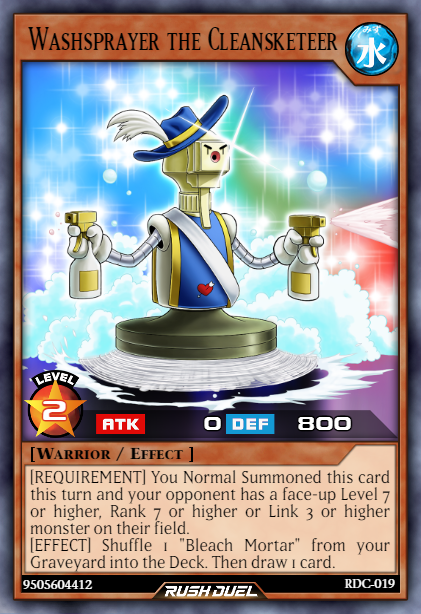 WASHSPRAYER THE CLEANSKETEER
みず
水
LEVEL
2
ATK 0 DEF 800
[WARRIOR / EFFECT ]
[REQUIREMENT] You Normal Summoned this card
this turn and your opponent has a face-up Level 7
or higher, Rank 7 or higher or Link 3 or higher
monster on their field.
[EFFECT] Shuffle 1 "Bleach Mortar" from your
Graveyard into the Deck. Then draw 1 card.
9505604412
RUSH DUEL
RDC-019